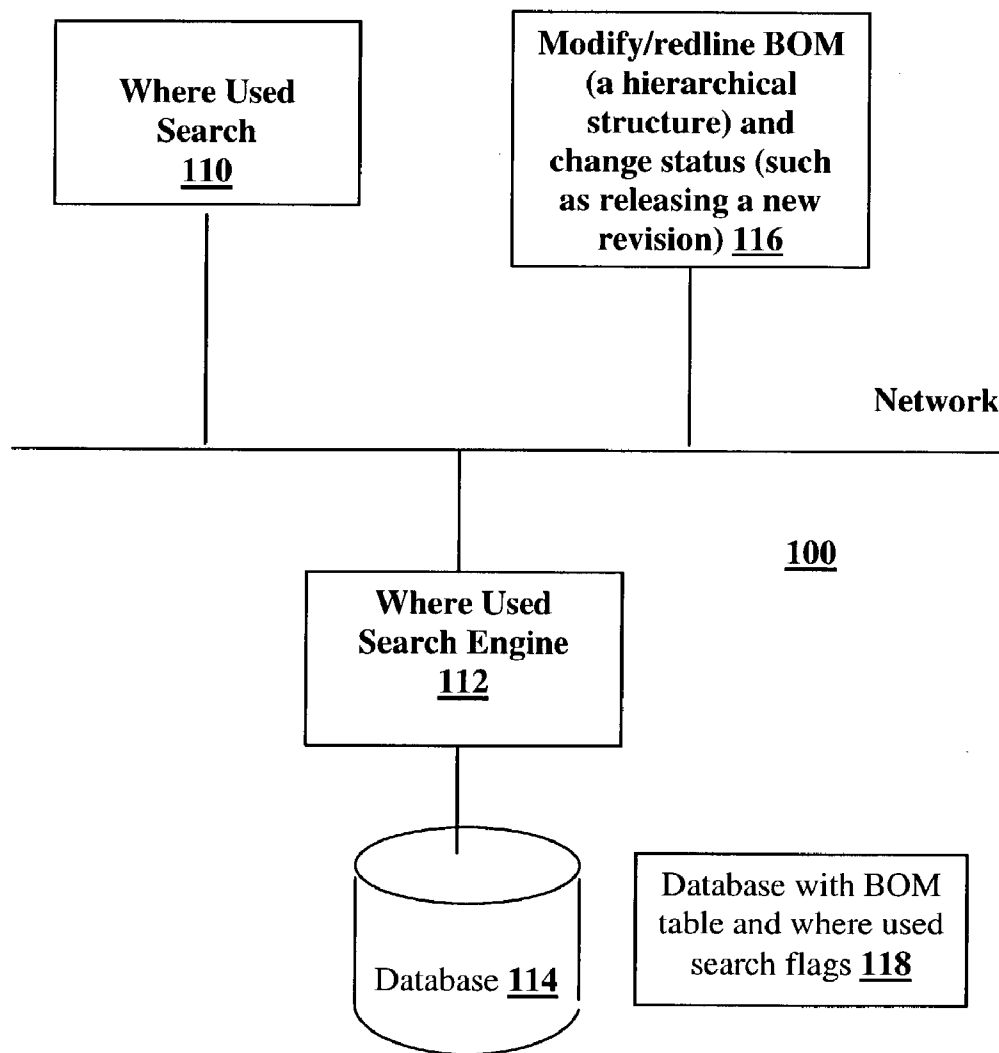 Where Used
Search
110
Modify/redline BOM
(a hierarchical
structure) and
change status (such
as releasing a new
revision) 116
Network
100
Where Used
Search Engine
112
Database 114
Database with BOM
table and where used
search flags 118